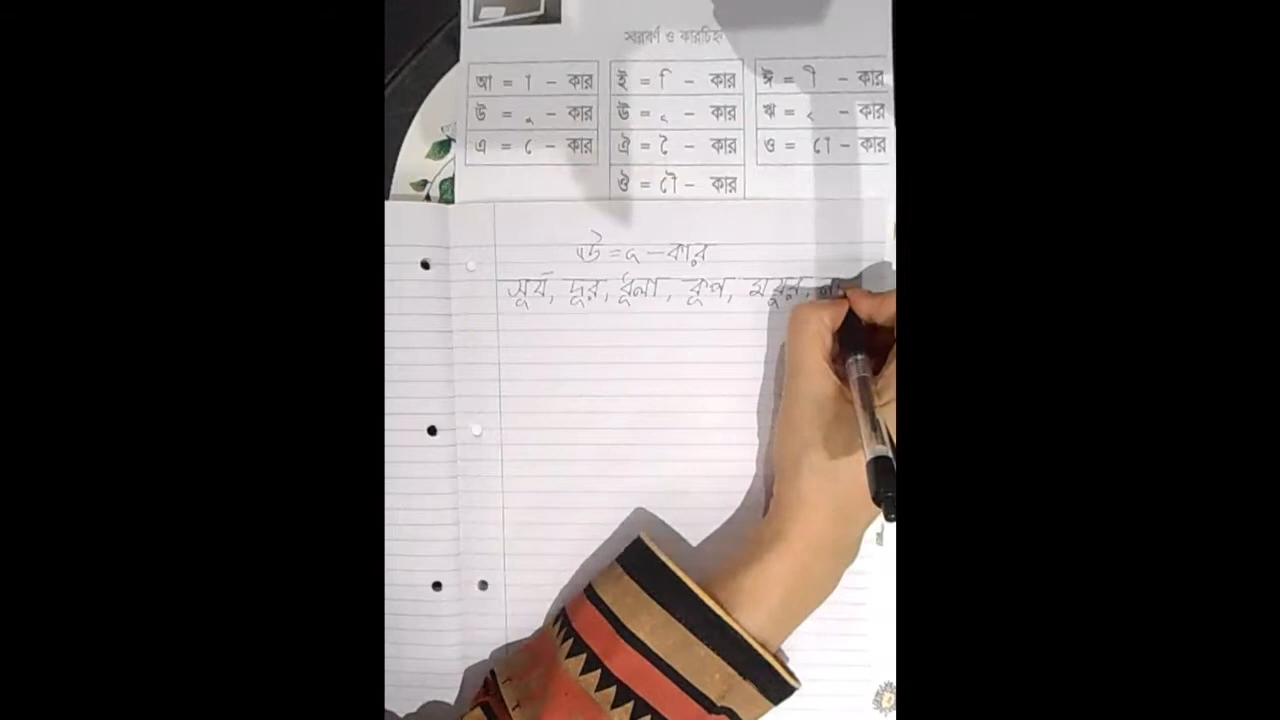 স্বরবর্ণ ও কারচিহ্ন
আ = া - কার ই = ি - কার ঈ = ী - কার
উ = ু - কার ঊ = ূ - কার ঋ = ৃ - কার
এ = ে - কার ঐ = ৈ - কার ও = ো - কার
ঔ = ৌ - কার
ঊ = ূ - কার
সূর্য, দূর, ধূলা, কূপ, ময়ূর,